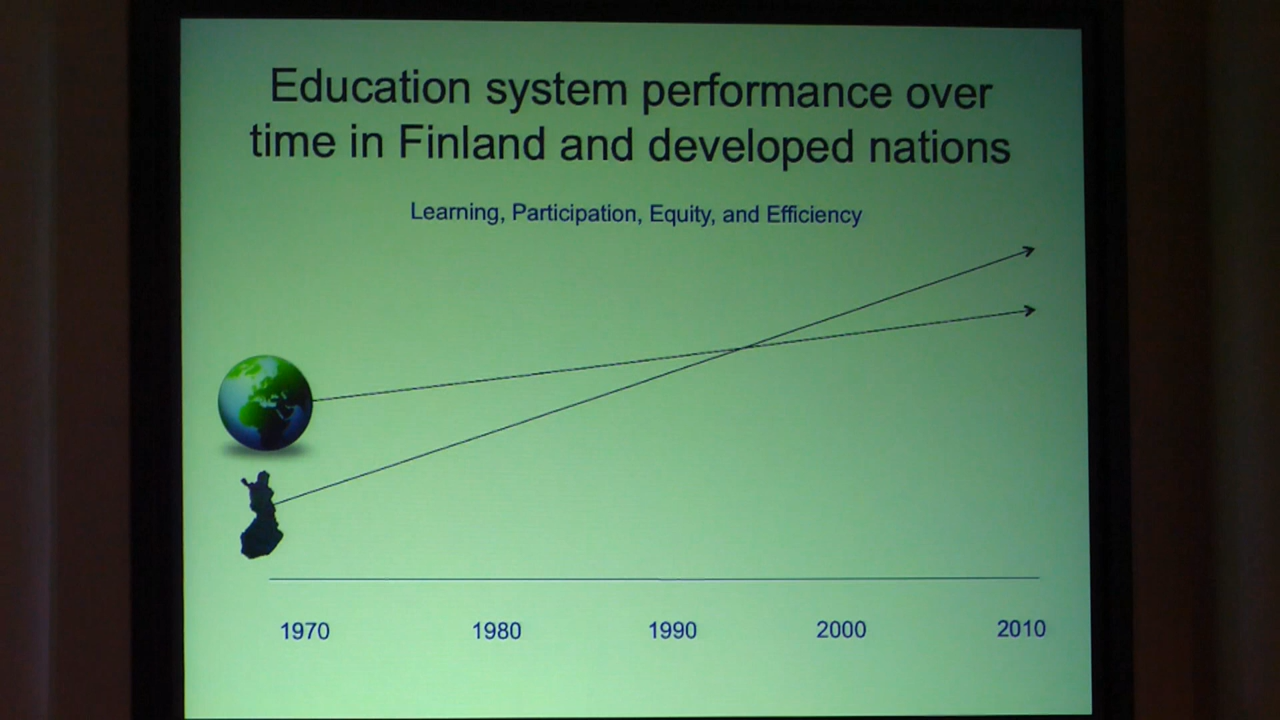 Education system performance over
time in Finland and developed nations
Learning, Participation, Equity, and Efficiency
1970 1980 1990 2000 2010